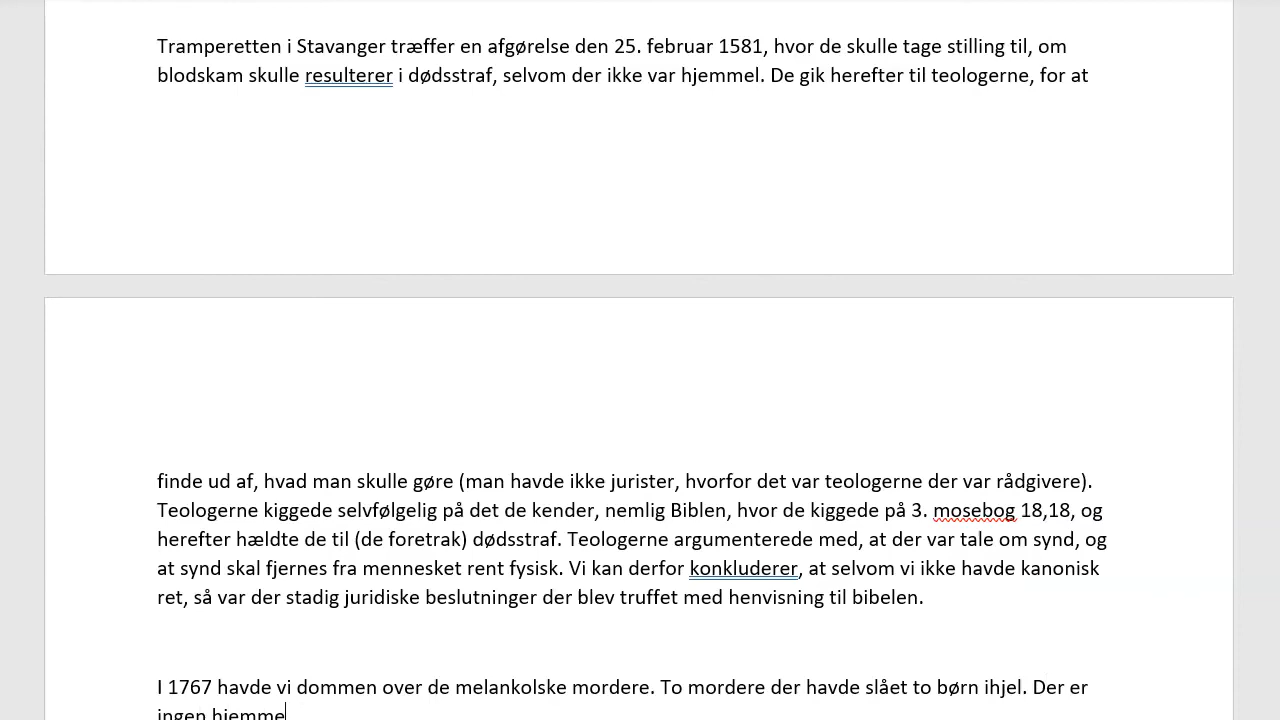 Tramperetten i Stavanger træffer en afgørelse den 25. februar 1581, hvor de skulle tage stilling til, om
blodskam skulle resulterer i dødsstraf, selvom der ikke var hjemmel. De gik herefter til teologerne, for at
finde ud af, hvad man skulle gøre (man havde ikke jurister, hvorfor det var teologerne der var rådgivere).
Teologerne kiggede selvfølgelig på det de kender, nemlig Biblen, hvor de kiggede på 3. mosebog 18,18, og
herefter hældte de til (de foretrak) dødsstraf. Teologerne argumenterede med, at der var tale om synd, og
at synd skal fjernes fra mennesket rent fysisk. Vi kan derfor konkluderer, at selvom vi ikke havde kanonisk
ret, så var der stadig juridiske beslutninger der blev truffet med henvisning til bibelen.
I 1767 havde vi dommen over de melankolske mordere. To mordere der havde slået to børn ihjel. Der er
ingen hjemme